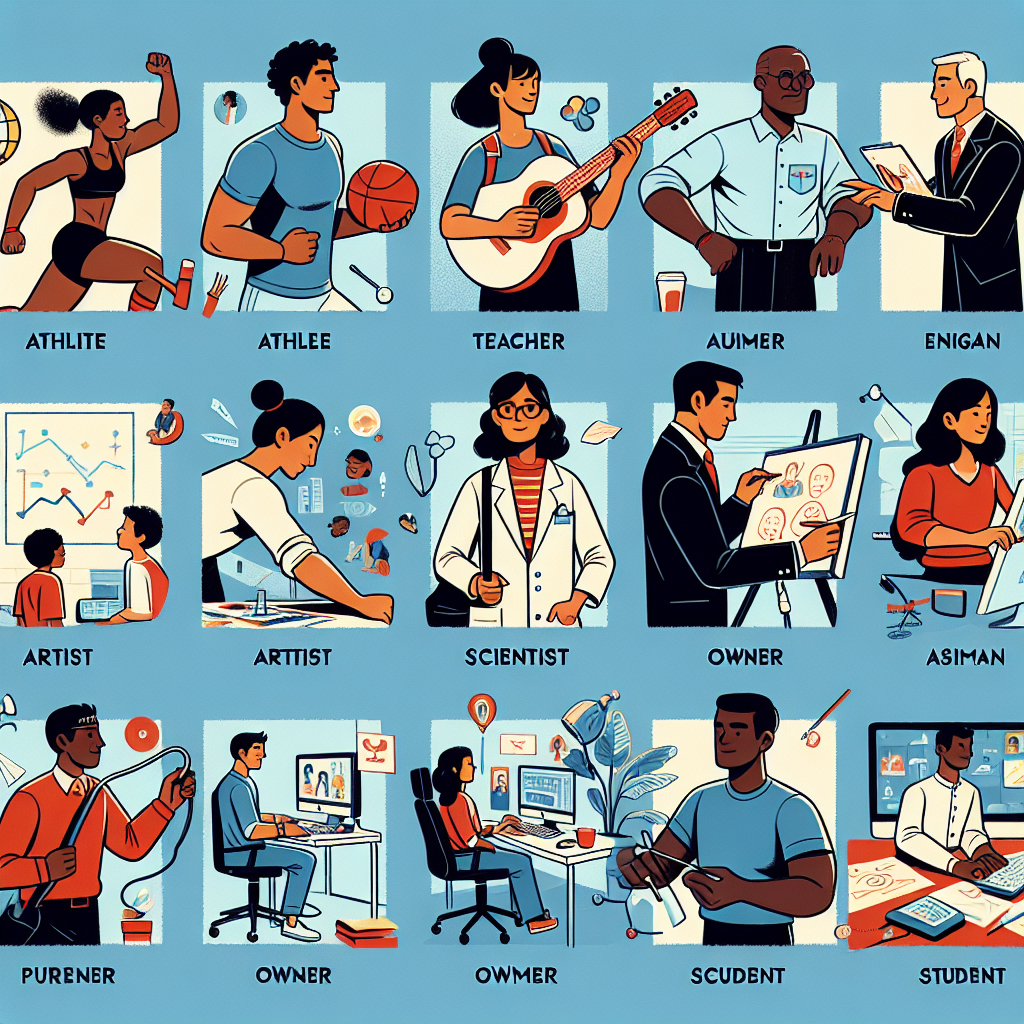 ATHLITE
ATHLEE
TEACHER
AUIMER
ENIGAN
ARTIST
ARTTIST
SCIENTIST
OWNER
ASIMAN
PURENER
OWNER
OWMER
SCUDENT
STUDENT